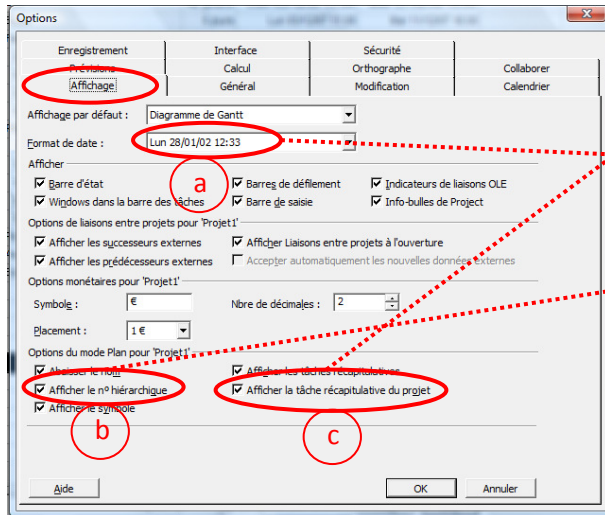 Options
Enregistrement Interface Sécurité
Prévisions Calcul Orthographe Collaborer
Affichage Général Modification Calendrier
Affichage par défaut : Diagramme de Gantt
Format de date : Lun 28/01/02 12:33
Afficher
Barre d'état Barres de défilement Indicateurs de liaisons OLE
Windows dans la barre des tâches Barre de saisie Info-bulles de Project
a
Options de liaisons entre projets pour 'Projet1'
Afficher les successeurs externes Afficher Liaisons entre projets à l'ouverture
Afficher les prédécesseurs externes Accepter automatiquement les nouvelles données externes
Options monétaires pour 'Projet1'
Symbole : € Nbre de décimales : 2
Placement : 1 €
Options du mode Plan pour 'Projet1'
Abaisser le nom Afficher les tâches récapitulatives
Afficher le nº hiérarchique Afficher la tâche récapitulative du projet
Afficher le symbole
b c
Aide OK Annuler